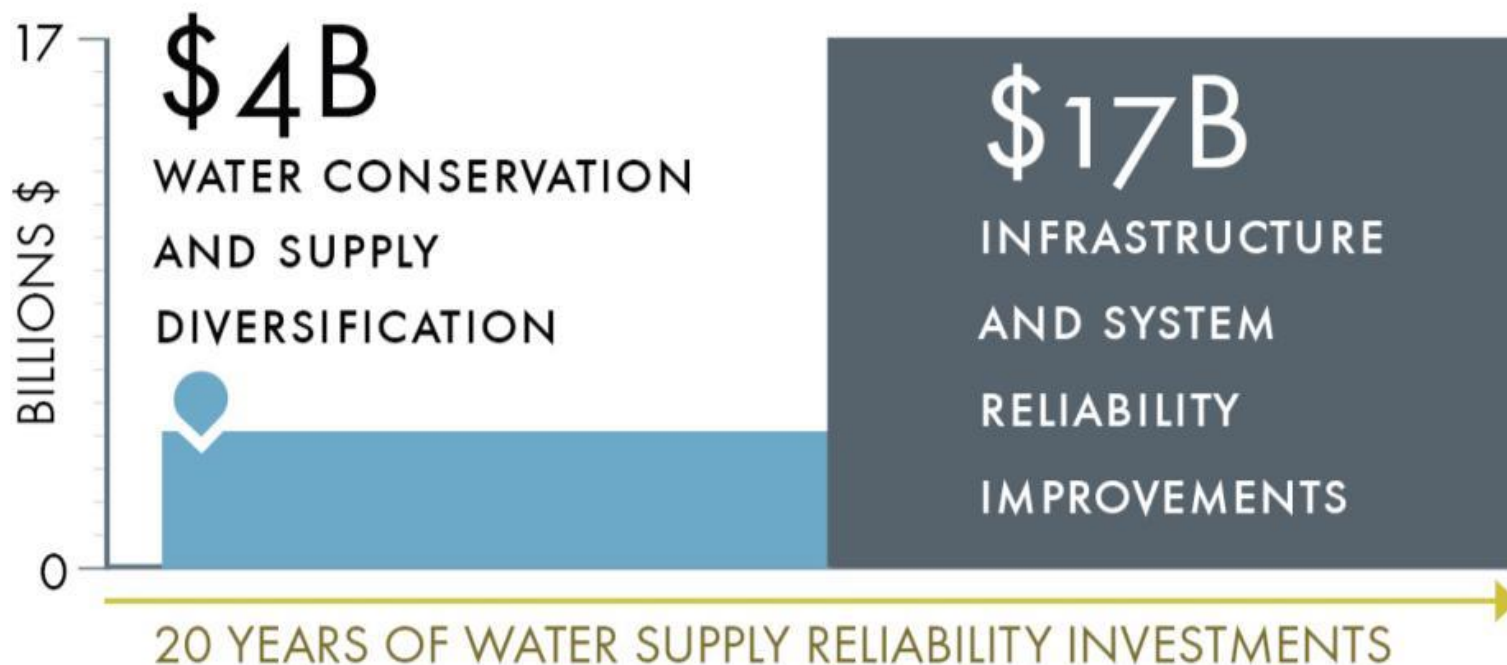 17
$4B
WATER CONSERVATION
AND SUPPLY
DIVERSIFICATION
$17B
INFRASTRUCTURE
AND SYSTEM
RELIABILITY
IMPROVEMENTS
BILLIONS $
0
20 YEARS OF WATER SUPPLY RELIABILITY INVESTMENTS